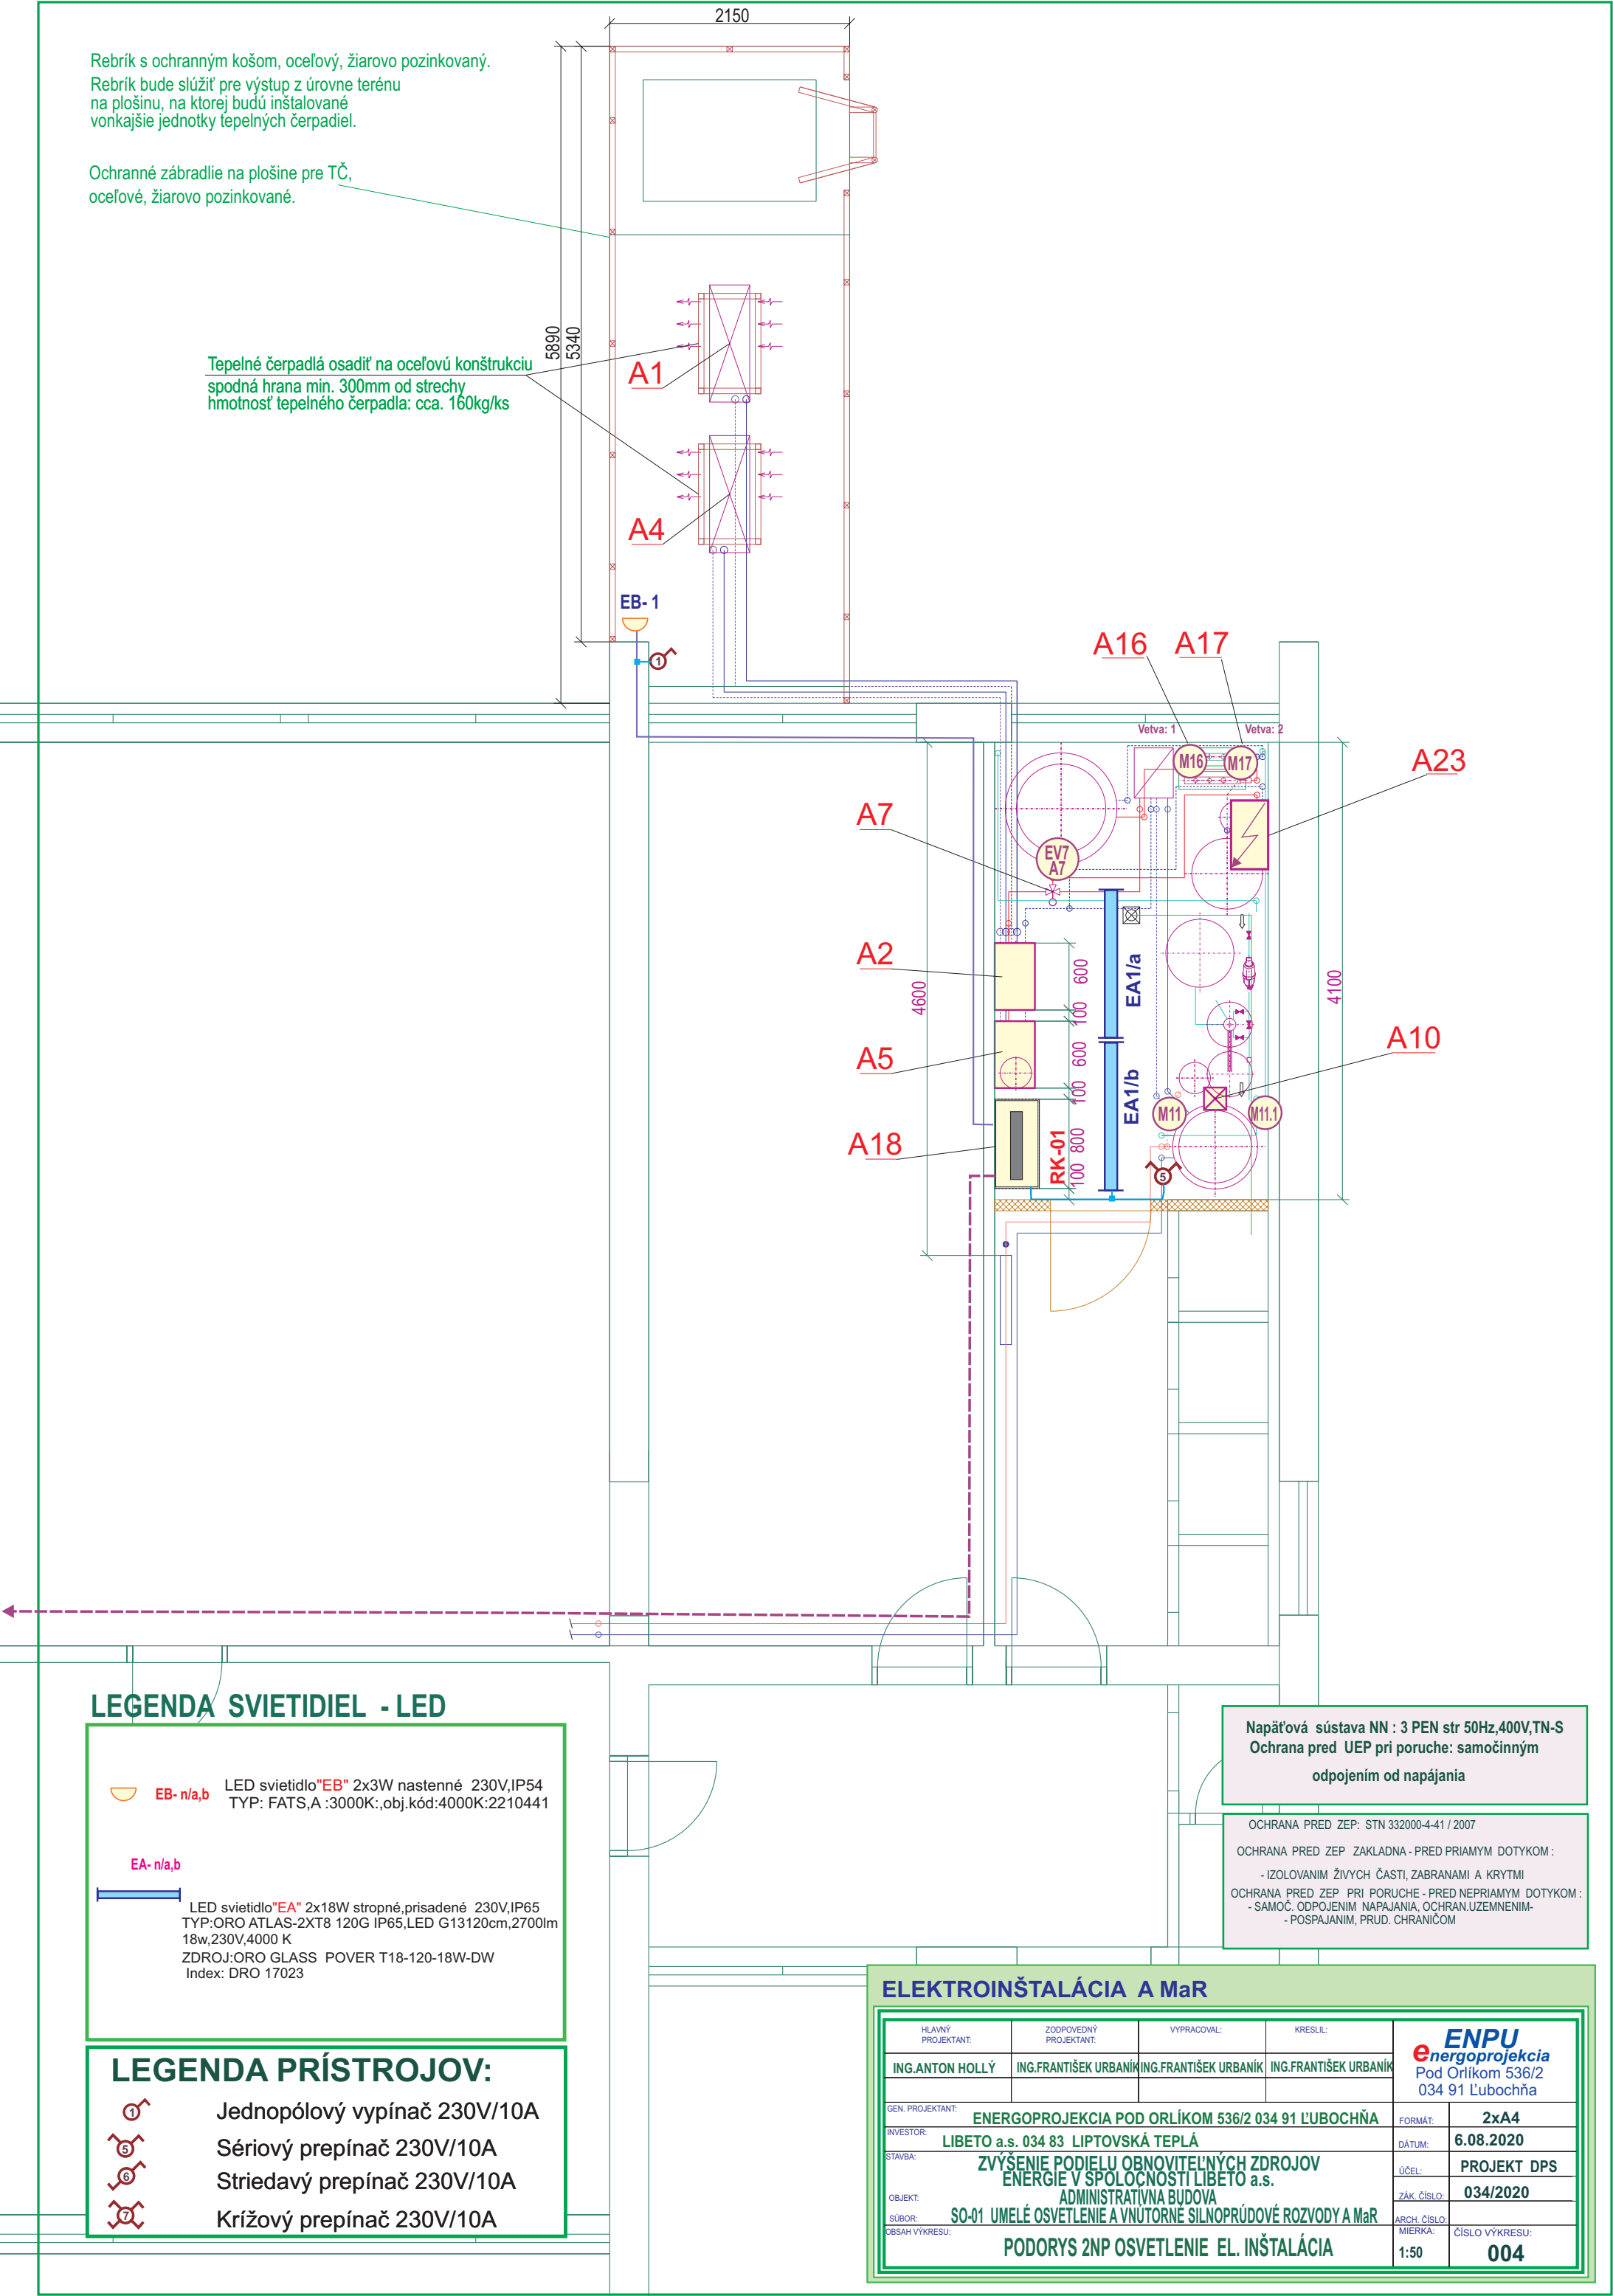 2150
Rebrík s ochranným košom, oceľový, žiarovo pozinkovaný.
Rebrík bude slúžiť pre výstup z úrovne terénu
na plošinu, na ktorej budú inštalované
vonkajšie jednotky tepelných čerpadiel.
Ochranné zábradlie na plošine pre TČ,
oceľové, žiarovo pozinkované.
5890
5340
Tepelné čerpadlá osadiť na oceľovú konštrukciu
spodná hrana min. 300mm od strechy
hmotnosť tepelného čerpadla: cca. 160kg/ks
A1
A4
EB- 1
1
A16
A17
Vetva: 1
Vetva: 2
M16
M17
A23
A7
EV7
A7
A2
4600
600
EA1/a
4100
100
A5
600
A10
100
EA1/b
M11
M11.1
A18
RK-01
800
100
5
LEGENDA SVIETIDIEL - LED
EB- n/a,b
LED svietidlo"EB" 2x3W nastenné 230V,IP54
TYP: FATS,A :3000K:,obj.kód:4000K:2210441
EA- n/a,b
LED svietidlo"EA" 2x18W stropné,prisadené 230V,IP65
TYP:ORO ATLAS-2XT8 120G IP65,LED G13120cm,2700lm
18w,230V,4000 K
ZDROJ:ORO GLASS POVER T18-120-18W-DW
Index: DRO 17023
LEGENDA PRÍSTROJOV:
1 Jednopólový vypínač 230V/10A
5 Sériový prepínač 230V/10A
6 Striedavý prepínač 230V/10A
7 Krížový prepínač 230V/10A
Napäťová sústava NN : 3 PEN str 50Hz,400V,TN-S
Ochrana pred UEP pri poruche: samočinným
odpojením od napájania
OCHRANA PRED ZEP: STN 332000-4-41 / 2007
OCHRANA PRED ZEP ZAKLADNA - PRED PRIAMYM DOTYKOM :
- IZOLOVANIM ŽIVYCH ČASTI, ZABRANAMI A KRYTMI
OCHRANA PRED ZEP PRI PORUCHE - PRED NEPRIAMYM DOTYKOM :
- SAMOČ. ODPOJENIM NAPAJANIA, OCHRAN.UZEMNENIM-
- POSPAJANIM, PRUD. CHRANIČOM
ELEKTROINŠTALÁCIA A MaR
HLAVNÝ
PROJEKTANT:
ZODPOVEDNÝ
PROJEKTANT:
VYPRACOVAL:
KRESLIL:
ING.ANTON HOLLÝ
ING.FRANTIŠEK URBANÍK
ING.FRANTIŠEK URBANÍK
ING.FRANTIŠEK URBANÍK
ENPU
energoprojekcia
Pod Orlíkom 536/2
034 91 Ľubochňa
GEN. PROJEKTANT:
ENERGOPROJEKCIA POD ORLÍKOM 536/2 034 91 ĽUBOCHŇA
FORMÁT:
2xA4
INVESTOR:
LIBETO a.s. 034 83 LIPTOVSKÁ TEPLÁ
DÁTUM:
6.08.2020
STAVBA:
ZVÝŠENIE PODIELU OBNOVITEĽNÝCH ZDROJOV
ENERGIE V SPOLOČNOSTI LIBETO a.s.
ÚČEL:
PROJEKT DPS
OBJEKT:
ADMINISTRATÍVNA BUDOVA
ZÁK. ČÍSLO:
034/2020
SÚBOR:
SO-01 UMELÉ OSVETLENIE A VNÚTORNÉ SILNOPRÚDOVÉ ROZVODY A MaR
ARCH. ČÍSLO:
OBSAH VÝKRESU:
PODORYS 2NP OSVETLENIE EL. INŠTALÁCIA
MIERKA:
1:50
ČÍSLO VÝKRESU:
004